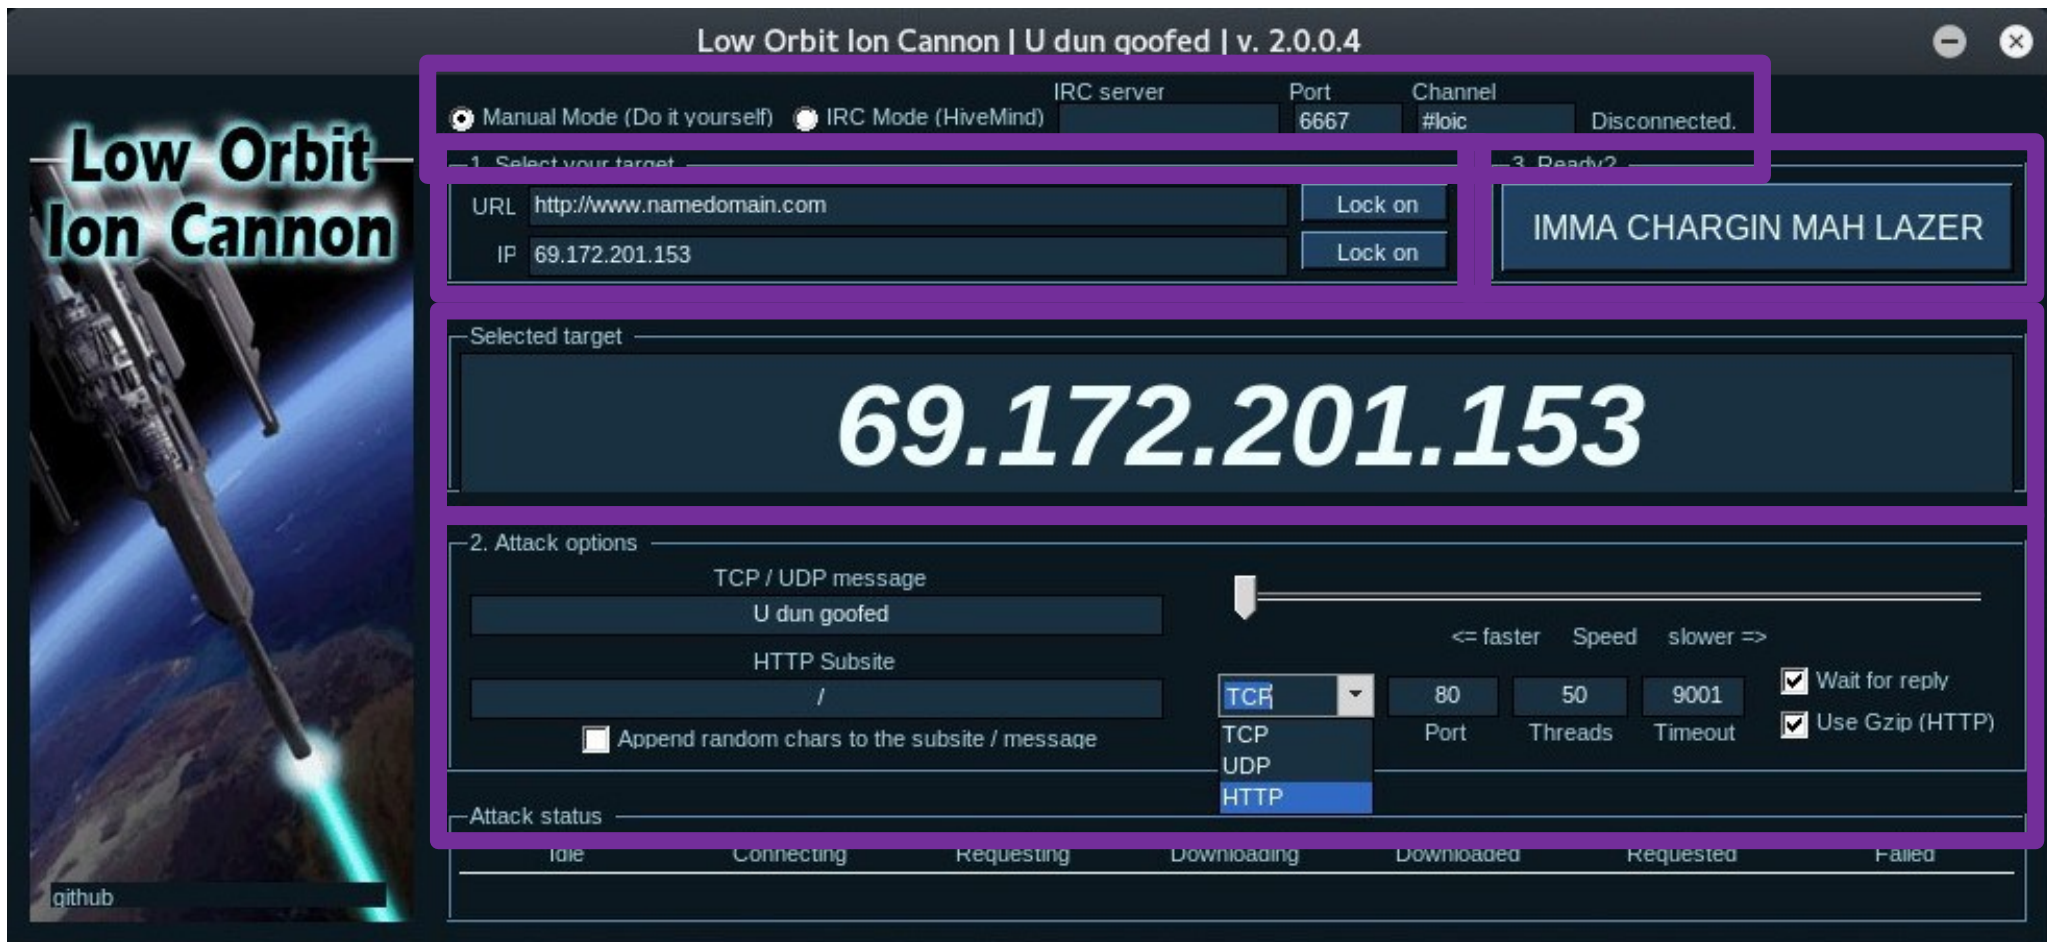 Low Orbit Ion Cannon | U dun goofed | v. 2.0.0.4
Low Orbit
Ion Cannon
github
IRC server Port Channel
Manual Mode (Do it yourself) IRC Mode (HiveMind) 6667 #loic Disconnected.
1. Select your target
URL http://www.namedomain.com Lock on
IP 69.172.201.153 Lock on
3. Ready?
IMMA CHARGIN MAH LAZER
Selected target
69.172.201.153
2. Attack options
TCP / UDP message
U dun goofed
HTTP Subsite
/
Append random chars to the subsite / message
<= faster Speed slower =>
TCP 80 50 9001 Wait for reply
Port Threads Timeout Use Gzip (HTTP)
TCP
UDP
HTTP
Attack status
Idle Connecting Requesting Downloading Downloaded Requested Failed